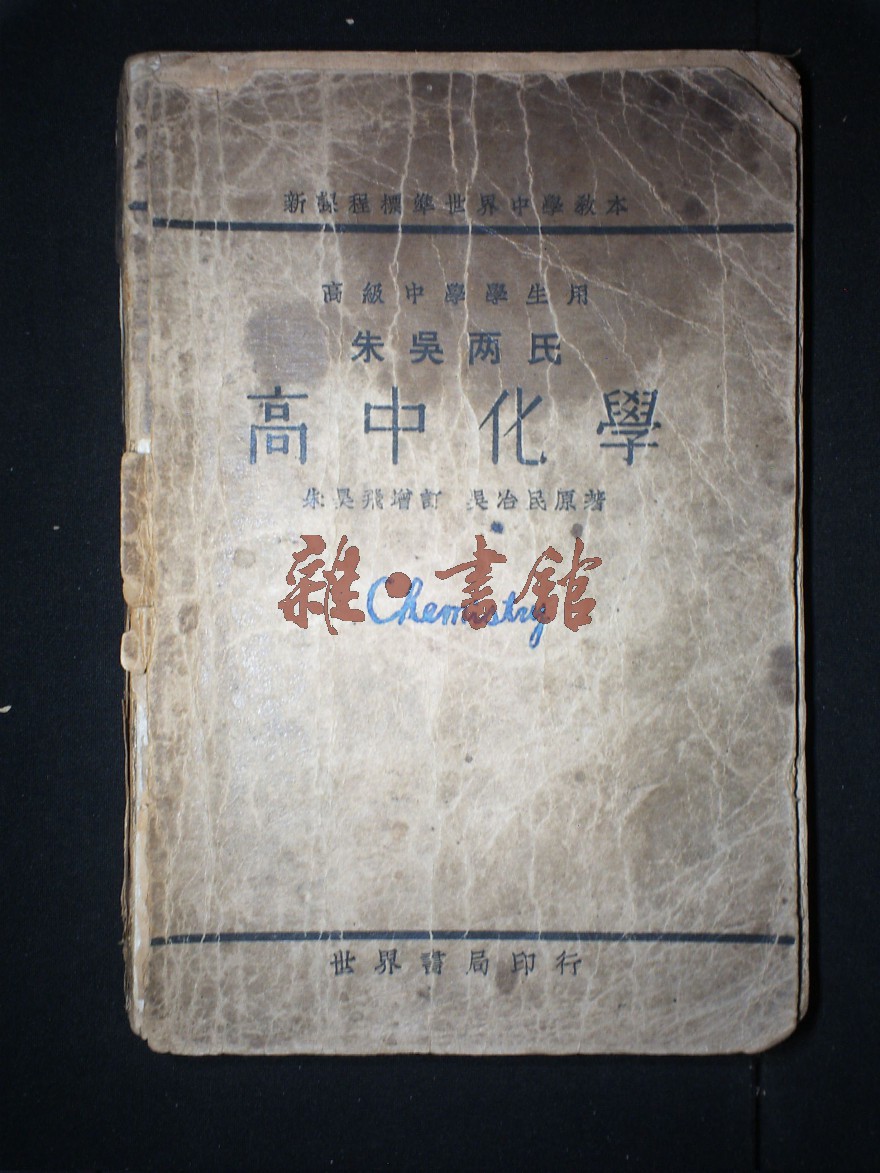 新課程標準世界中學教本
高級中學學生用
朱吳两氏
高中化學
朱昊飛增訂 吳冶民原著
雜·書館
Chemistry
世界書局印行